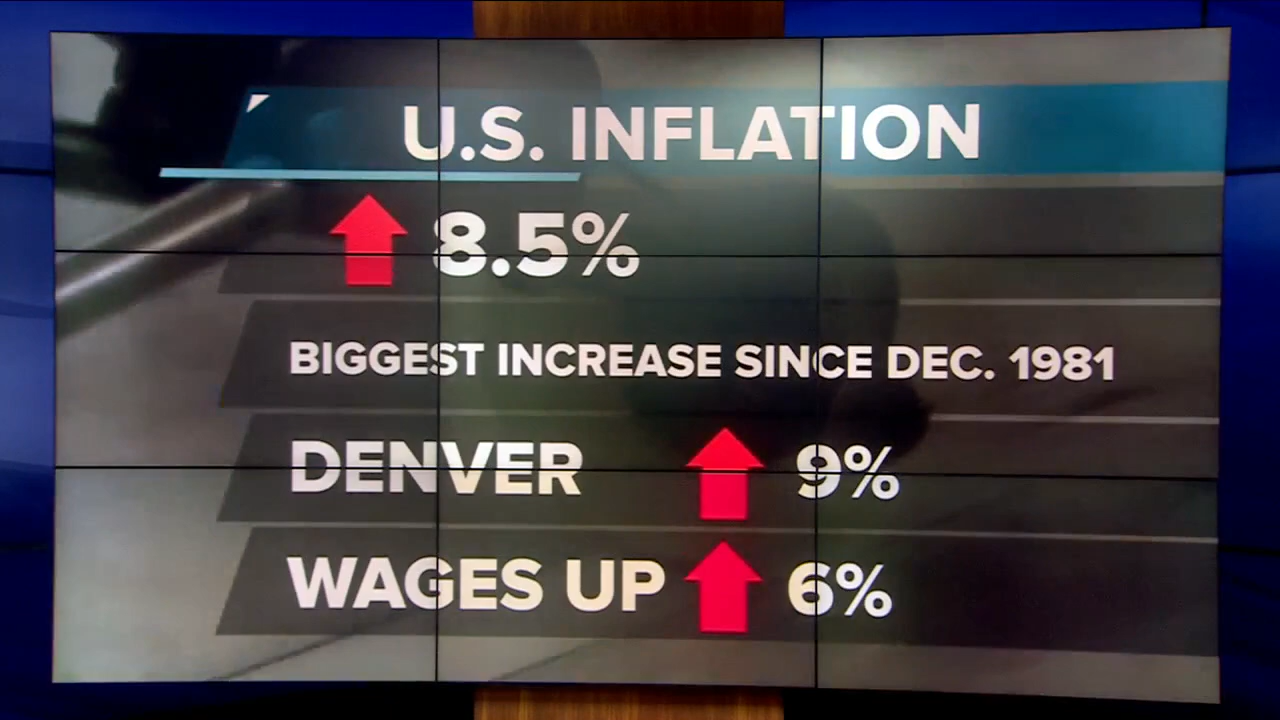 U.S. INFLATION
8.5%
BIGGEST INCREASE SINCE DEC. 1981
DENVER 9%
WAGES UP 6%